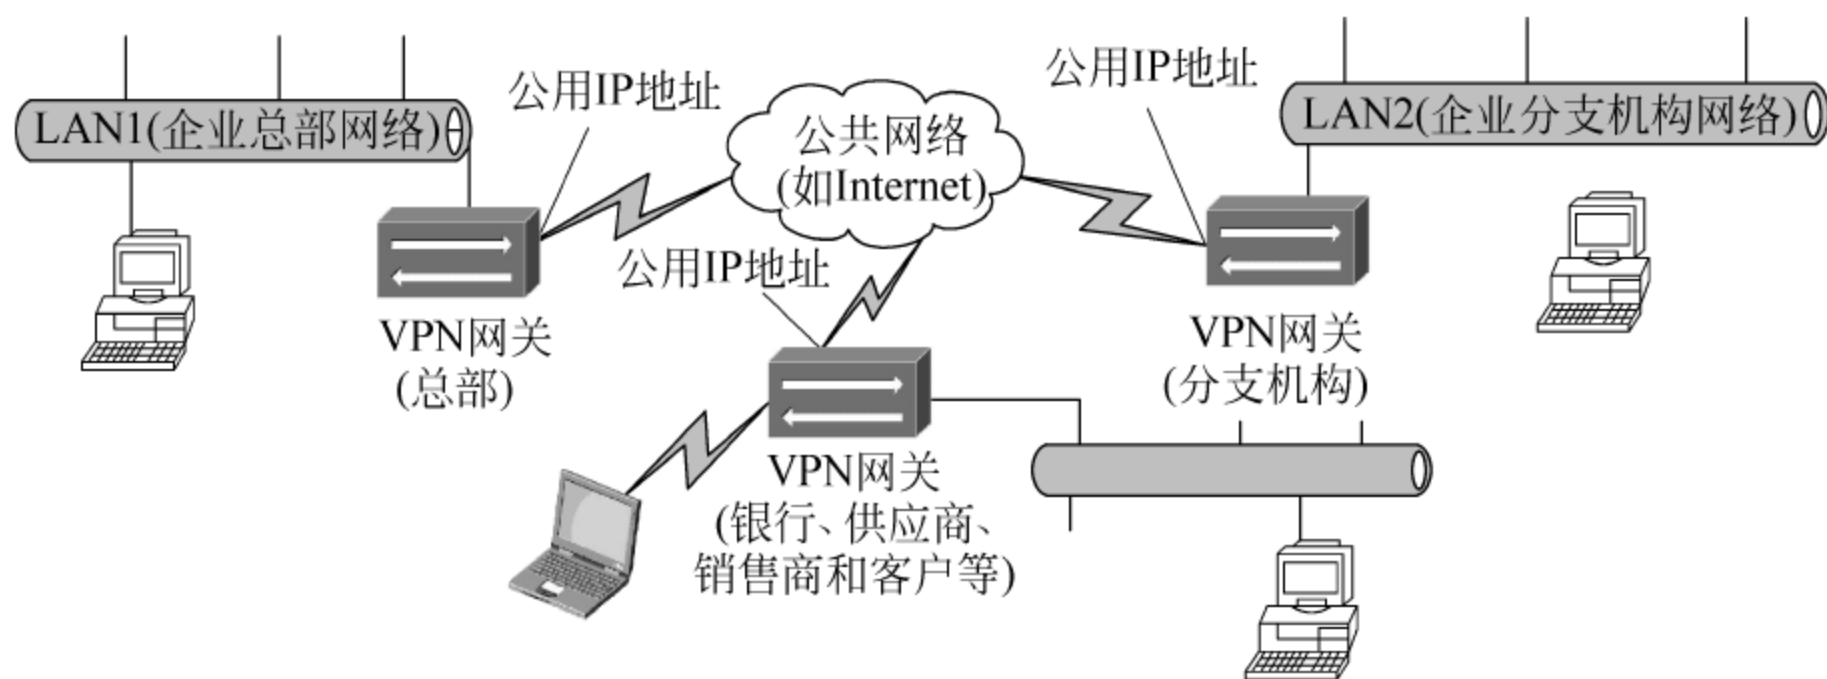 公用IP地址
公用IP地址
LAN1(企业总部网络)
公共网络
(如Internet)
LAN2(企业分支机构网络)
公用IP地址
VPN网关
(总部)
VPN网关
(分支机构)
VPN网关
(银行、供应商、
销售商和客户等)